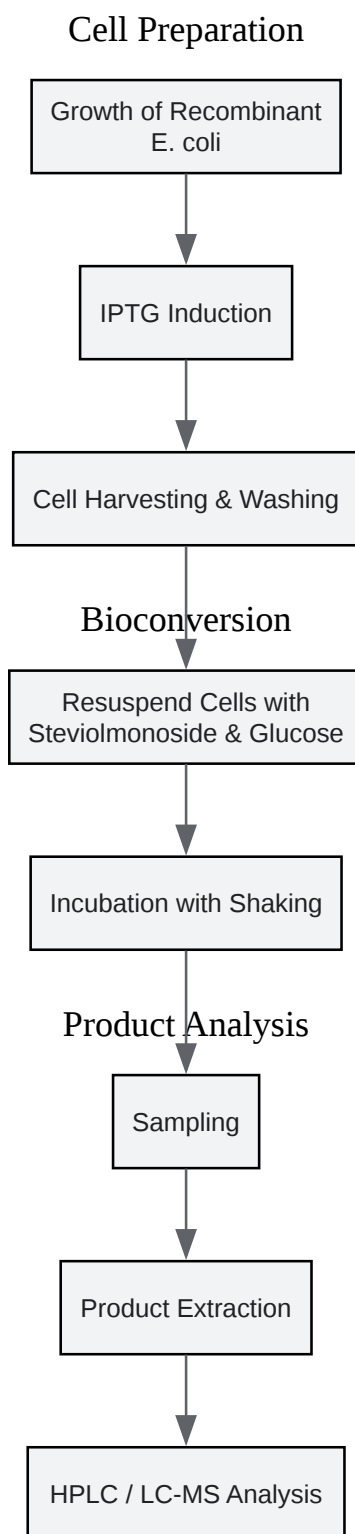 Cell Preparation
Growth of Recombinant
E. coli
IPTG Induction
Cell Harvesting & Washing
Bioconversion
Resuspend Cells with
Steviolmonoside & Glucose
Incubation with Shaking
Product Analysis
Sampling
Product Extraction
HPLC / LC-MS Analysis